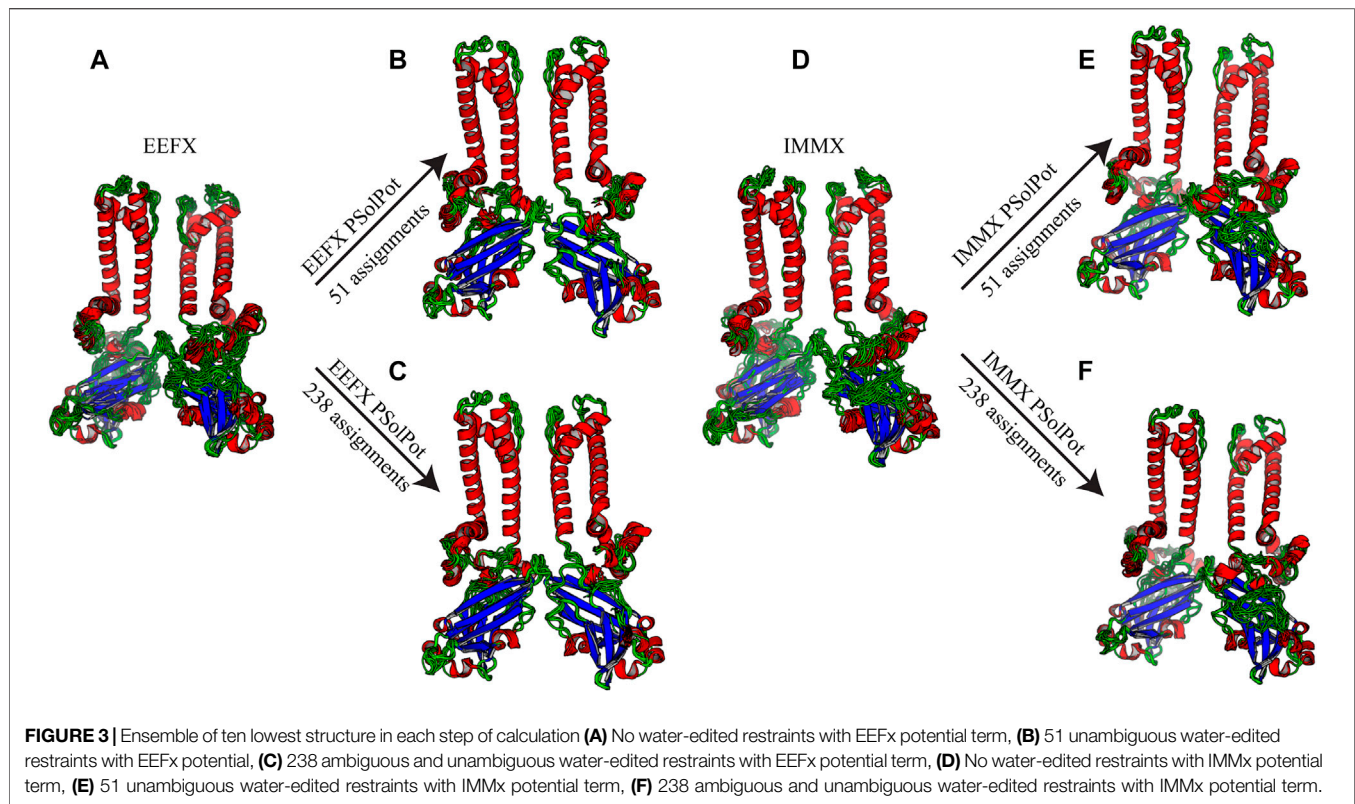 A
B
D
E
EEFX
IMMX
EEFX PSolPot
51 assignments
IMMX PSolPot
51 assignments
C
F
EEFX PSolPot
238 assignments
IMMX PSolPot
238 assignments
FIGURE 3 | Ensemble of ten lowest structure in each step of calculation (A) No water-edited restraints with EEFx potential term, (B) 51 unambiguous water-edited
restraints with EEFx potential, (C) 238 ambiguous and unambiguous water-edited restraints with EEFx potential term, (D) No water-edited restraints with IMMx potential
term, (E) 51 unambiguous water-edited restraints with IMMx potential term, (F) 238 ambiguous and unambiguous water-edited restraints with IMMx potential term.